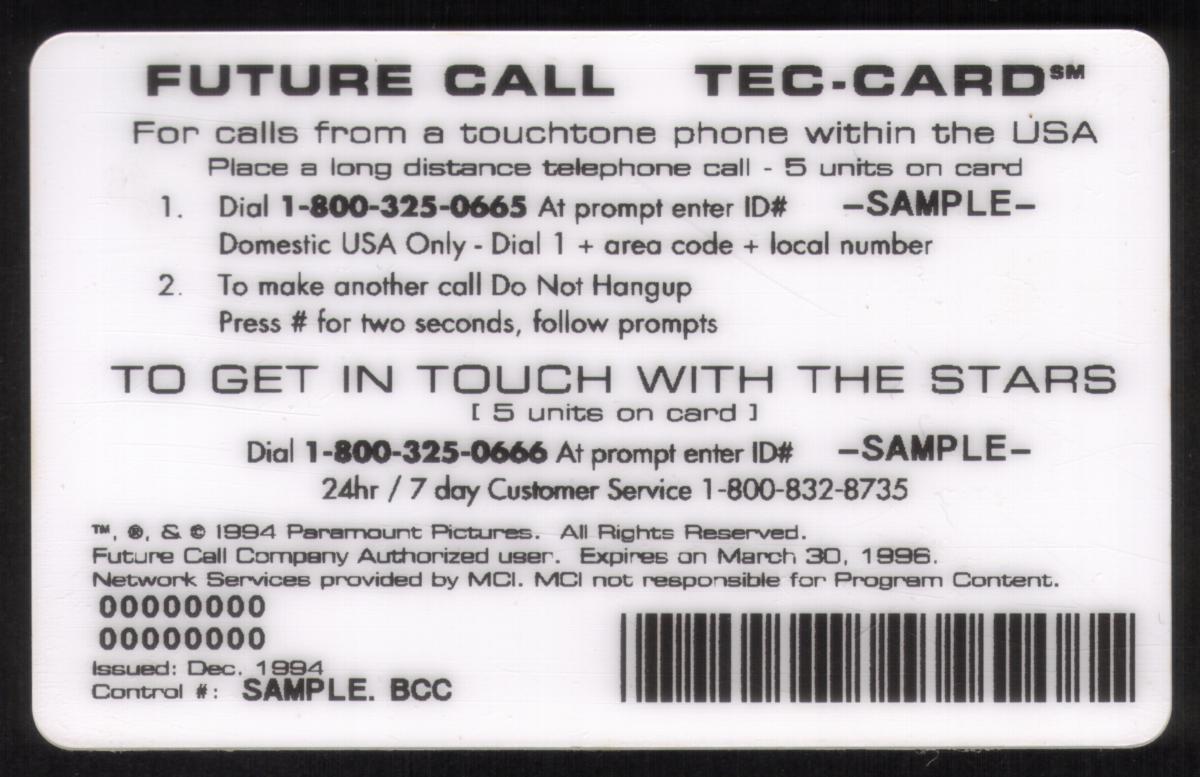 FUTURE CALL TEC-CARD℠
For calls from a touchtone phone within the USA
Place a long distance telephone call - 5 units on card
1. Dial 1-800-325-0665 At prompt enter ID# –SAMPLE–
Domestic USA Only - Dial 1 + area code + local number
2. To make another call Do Not Hangup
Press # for two seconds, follow prompts
TO GET IN TOUCH WITH THE STARS
[ 5 units on card ]
Dial 1-800-325-0666 At prompt enter ID# –SAMPLE–
24hr / 7 day Customer Service 1-800-832-8735
™, ®, & © 1994 Paramount Pictures. All Rights Reserved.
Future Call Company Authorized user. Expires on March 30, 1996.
Network Services provided by MCI. MCI not responsible for Program Content.
00000000
00000000
Issued: Dec. 1994
Control #: SAMPLE. BCC